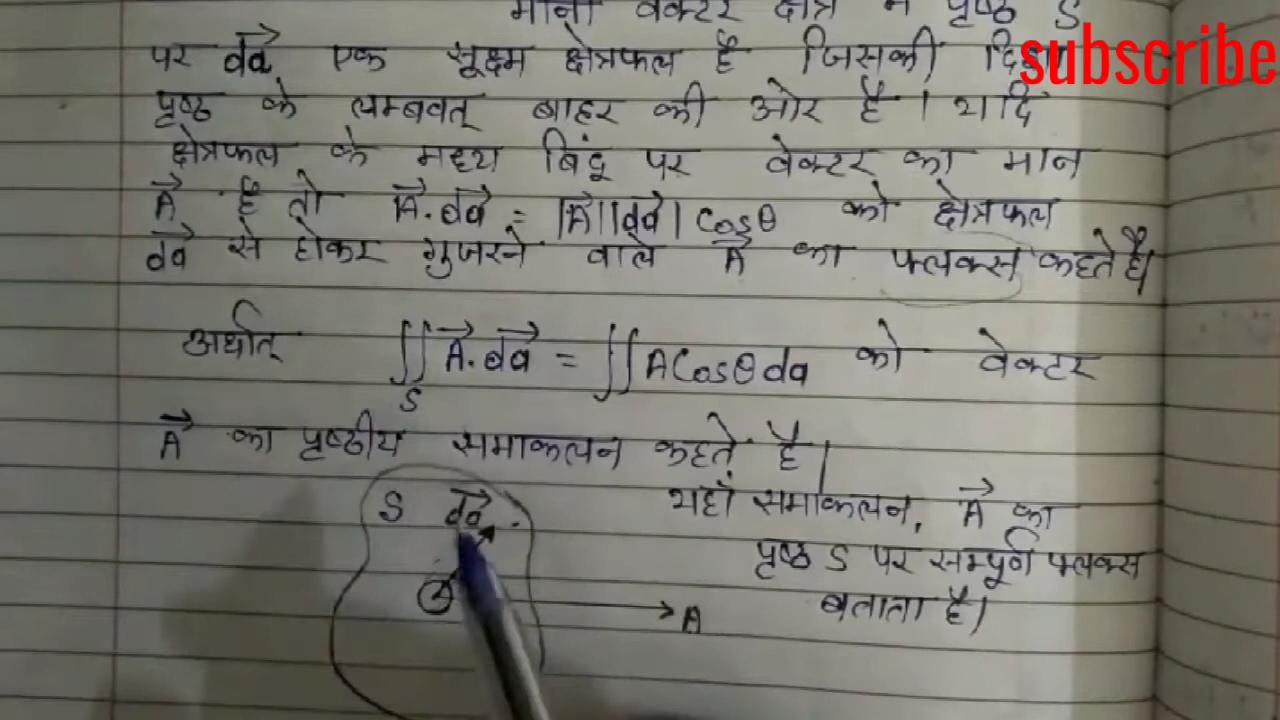 माना वेक्टर क्षेत्र में पृष्ठ S
पर da⃗ एक सूक्ष्म क्षेत्रफल है जिसकी
subscribe
पृष्ठ के लम्बवत् बाहर की ओर है। यदि
क्षेत्रफल के मध्य बिंदू पर वेक्टर का मान
A⃗ है तो A⃗.da⃗ = |A⃗||da⃗| Cosθ को क्षेत्रफल
da⃗ से होकर गुजरने वाले A⃗ का फ्लक्स कहते है।
अर्थात् ∬S A⃗.da⃗ = ∬ACosθda को वेक्टर
A⃗ का पृष्ठीय समाकलन कहते है।
S da⃗
यहाँ समाकलन, A⃗ का
पृष्ठ S पर सम्पूर्ण फ्लक्स
बताता है।
A